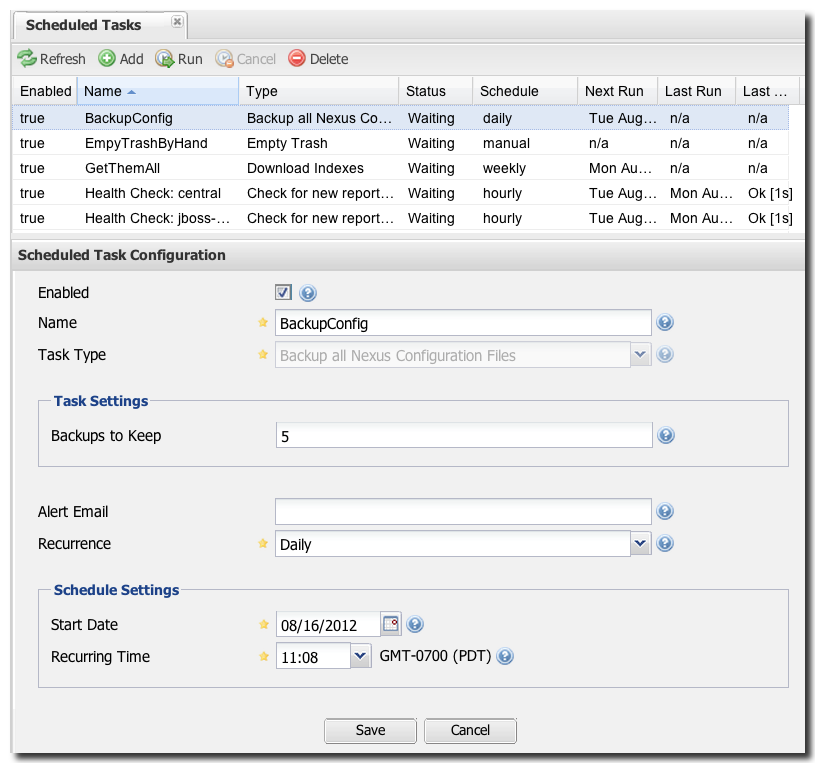 Scheduled Tasks
Refresh Add Run Cancel Delete
Enabled Name Type Status Schedule Next Run Last Run Last ...
true BackupConfig Backup all Nexus Co... Waiting daily Tue Aug... n/a n/a
true EmpyTrashByHand Empty Trash Waiting manual n/a n/a n/a
true GetThemAll Download Indexes Waiting weekly Mon Au... n/a n/a
true Health Check: central Check for new report... Waiting hourly Tue Aug... Mon Au... Ok [1s]
true Health Check: jboss-... Check for new report... Waiting hourly Tue Aug... Mon Au... Ok [1s]
Scheduled Task Configuration
Enabled
Name BackupConfig
Task Type Backup all Nexus Configuration Files
Task Settings
Backups to Keep 5
Alert Email
Recurrence Daily
Schedule Settings
Start Date 08/16/2012
Recurring Time 11:08 GMT-0700 (PDT)
Save Cancel